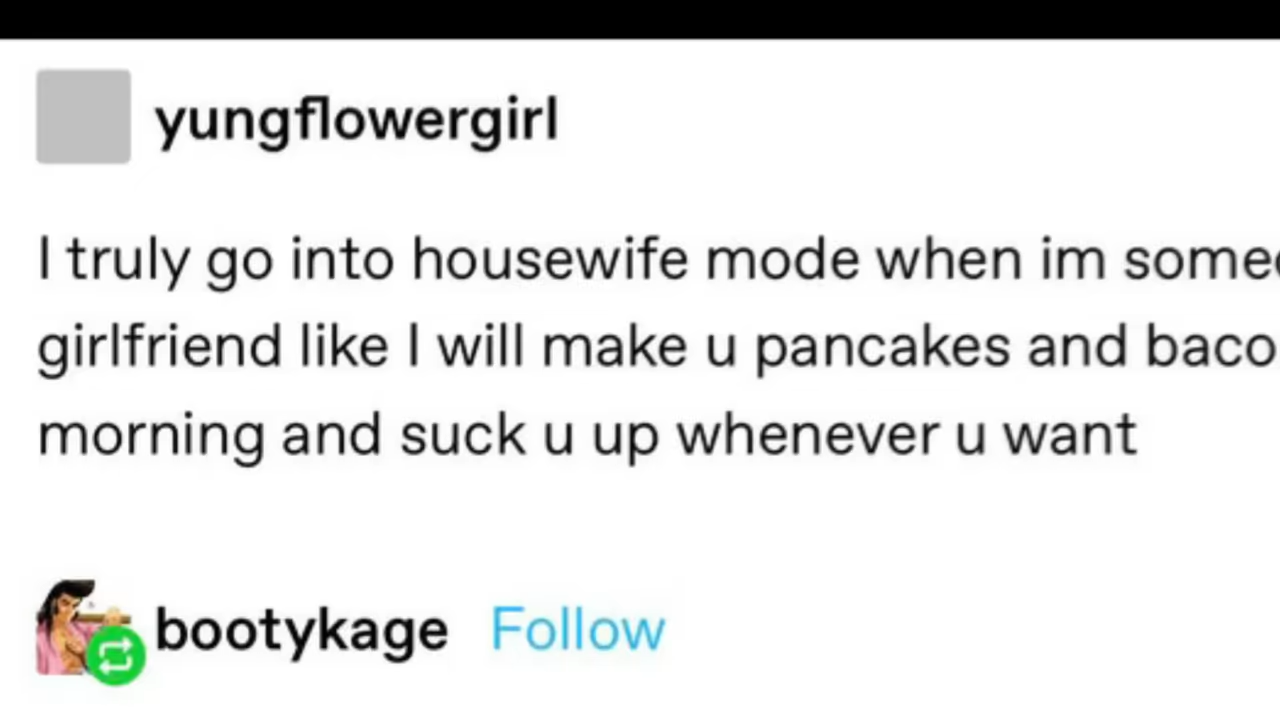 yungflowergirl
I truly go into housewife mode when im some
girlfriend like I will make u pancakes and baco
morning and suck u up whenever u want
bootykage Follow